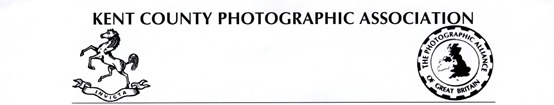 KENT COUNTY PHOTOGRAPHIC ASSOCIATION
INVICTA
THE PHOTOGRAPHIC ALLIANCE
OF GREAT BRITAIN